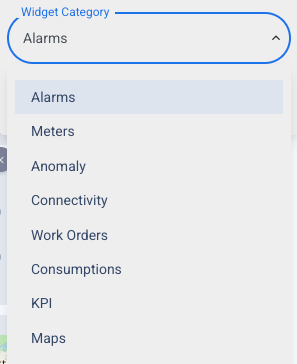 Widget Category
Alarms
Alarms
Meters
Anomaly
Connectivity
Work Orders
Consumptions
KPI
Maps